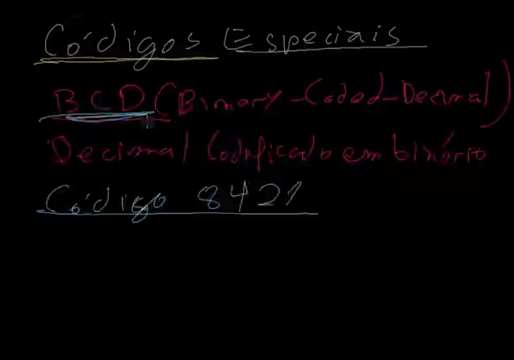 Códigos Especiais
BCD (Binary-Coded-Decimal)
Decimal Codificado em binário
Código 8421